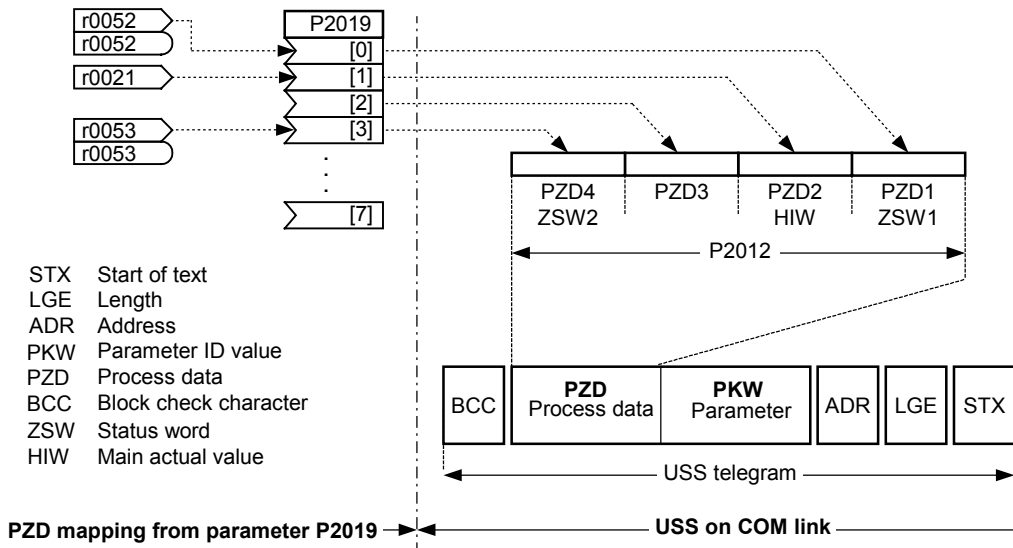 r0052
r0052
r0021
r0053
r0053
P2019
[0]
[1]
[2]
[3]
[7]
PZD4 PZD3 PZD2 PZD1
ZSW2 HIW ZSW1
P2012
STX Start of text
LGE Length
ADR Address
PKW Parameter ID value
PZD Process data
BCC Block check character
ZSW Status word
HIW Main actual value
BCC
PZD
Process data
PKW
Parameter
ADR
LGE
STX
USS telegram
PZD mapping from parameter P2019
USS on COM link